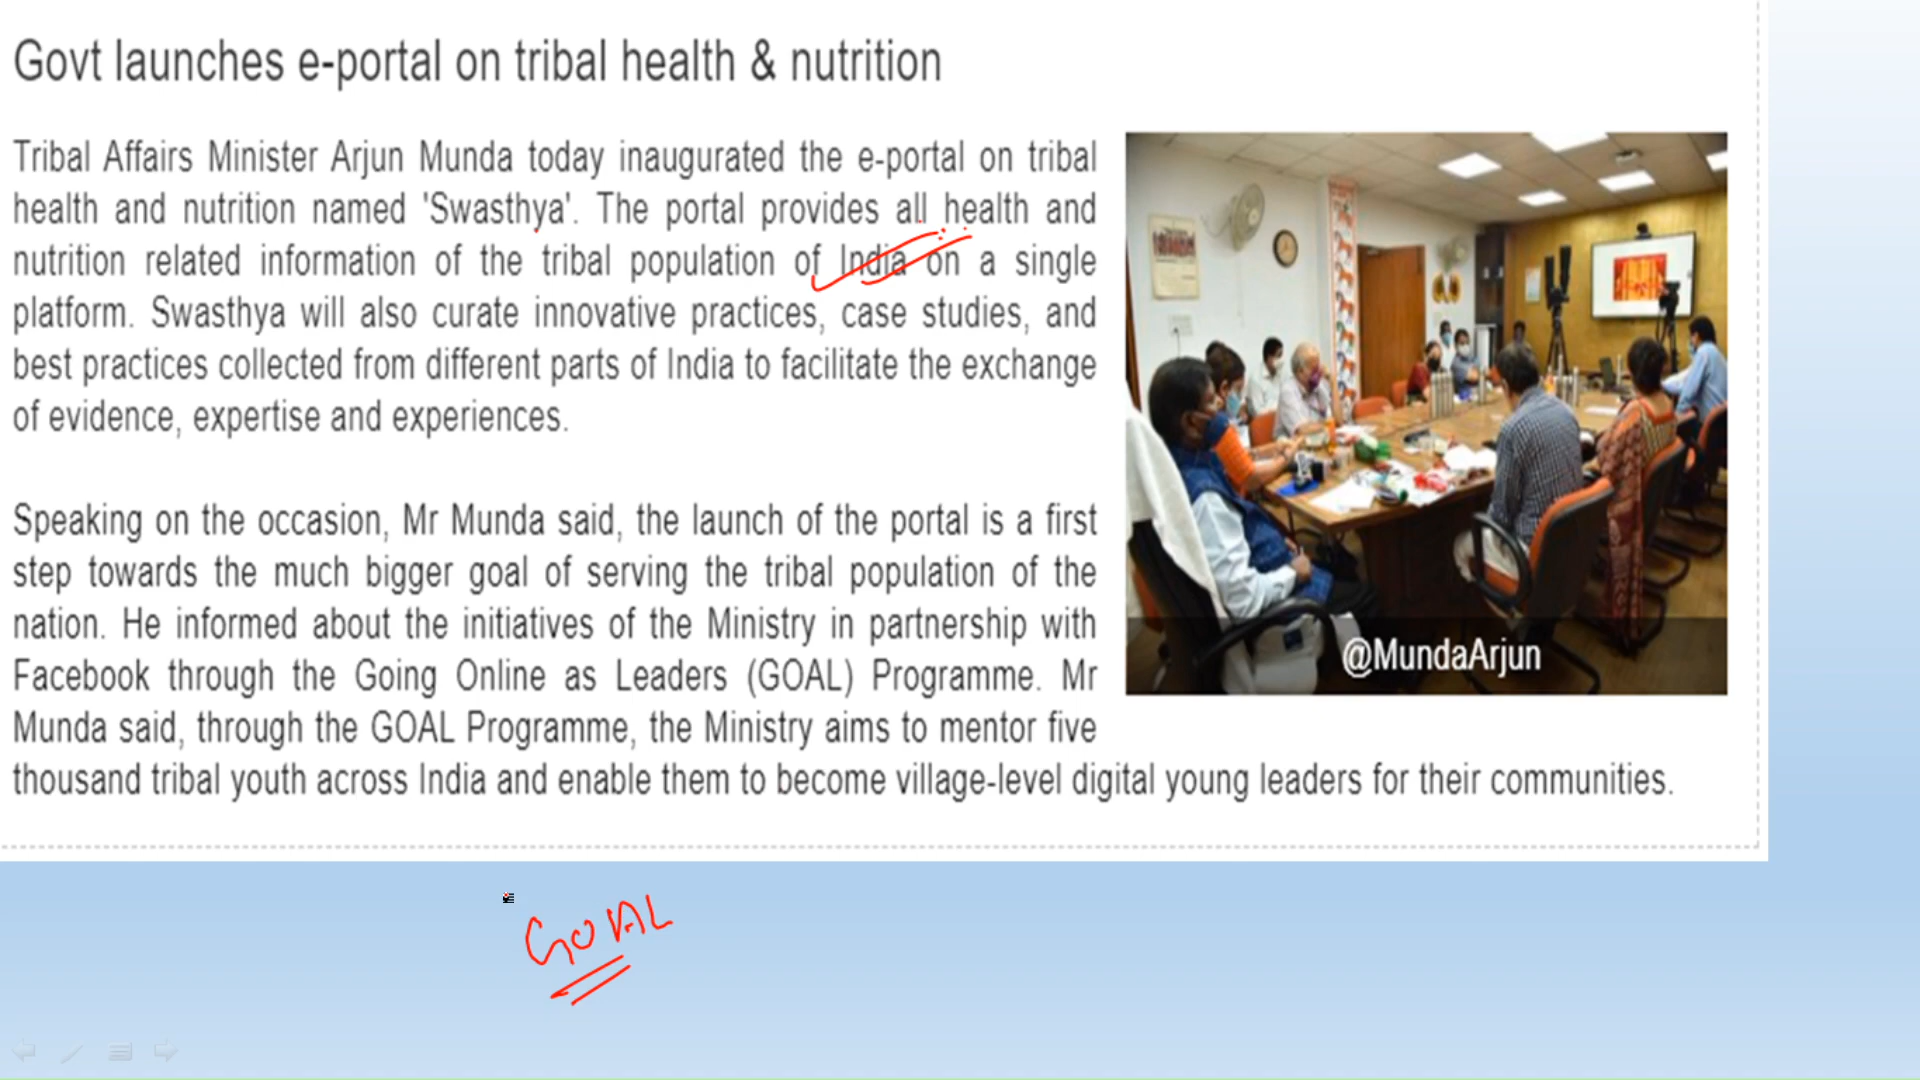 Govt launches e-portal on tribal health & nutrition
Tribal Affairs Minister Arjun Munda today inaugurated the e-portal on tribal
health and nutrition named 'Swasthya'. The portal provides all health and
nutrition related information of the tribal population of India on a single
platform. Swasthya will also curate innovative practices, case studies, and
best practices collected from different parts of India to facilitate the exchange
of evidence, expertise and experiences.
Speaking on the occasion, Mr Munda said, the launch of the portal is a first
step towards the much bigger goal of serving the tribal population of the
nation. He informed about the initiatives of the Ministry in partnership with
Facebook through the Going Online as Leaders (GOAL) Programme. Mr
Munda said, through the GOAL Programme, the Ministry aims to mentor five
thousand tribal youth across India and enable them to become village-level digital young leaders for their communities.
@MundaArjun
GOAL